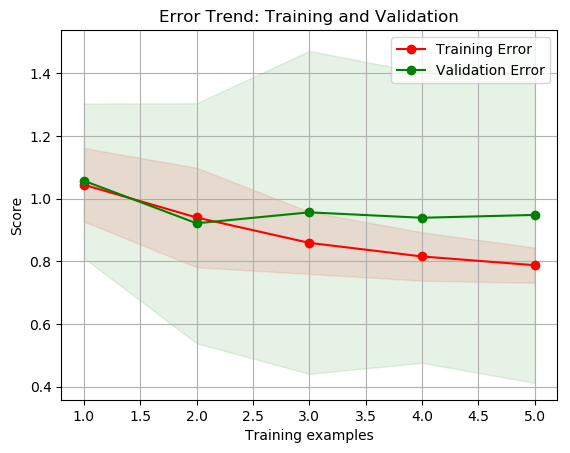 Error Trend: Training and Validation
Training Error
Validation Error
Score
1.4
1.2
1.0
0.8
0.6
0.4
1.0 1.5 2.0 2.5 3.0 3.5 4.0 4.5 5.0
Training examples